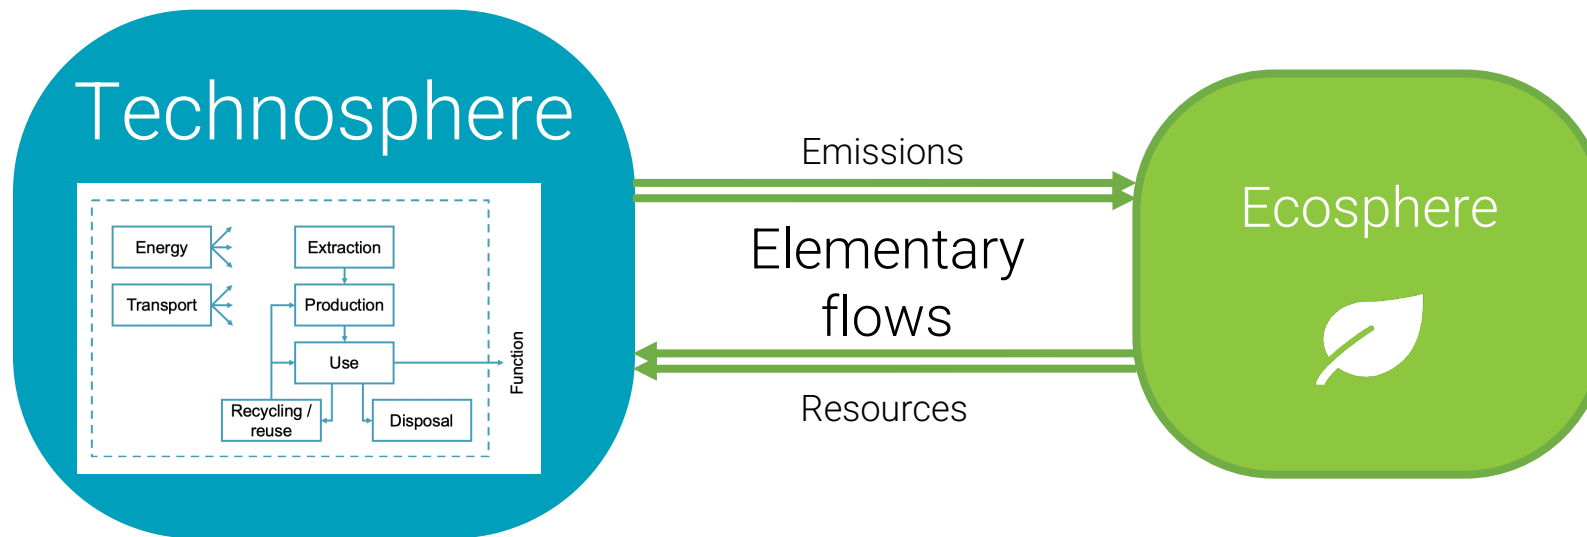 Technosphere
Energy
Transport
Extraction
Production
Use
Recycling /
reuse
Disposal
Function
Emissions
Elementary
flows
Resources
Ecosphere